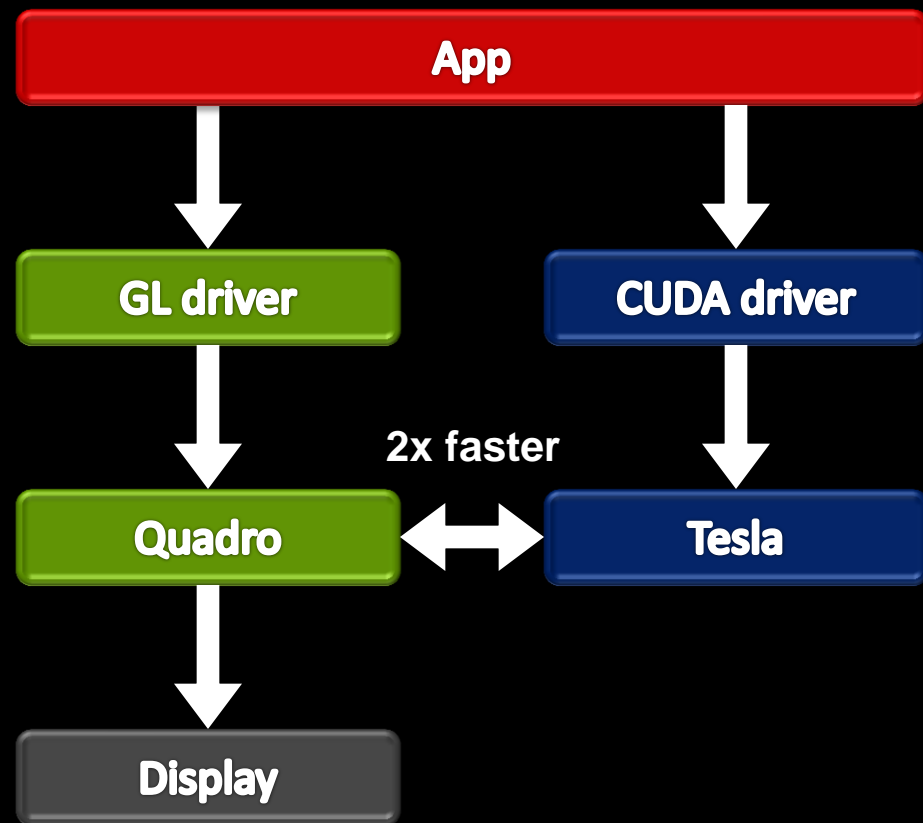 App
GL driver
CUDA driver
2x faster
Quadro
Tesla
Display